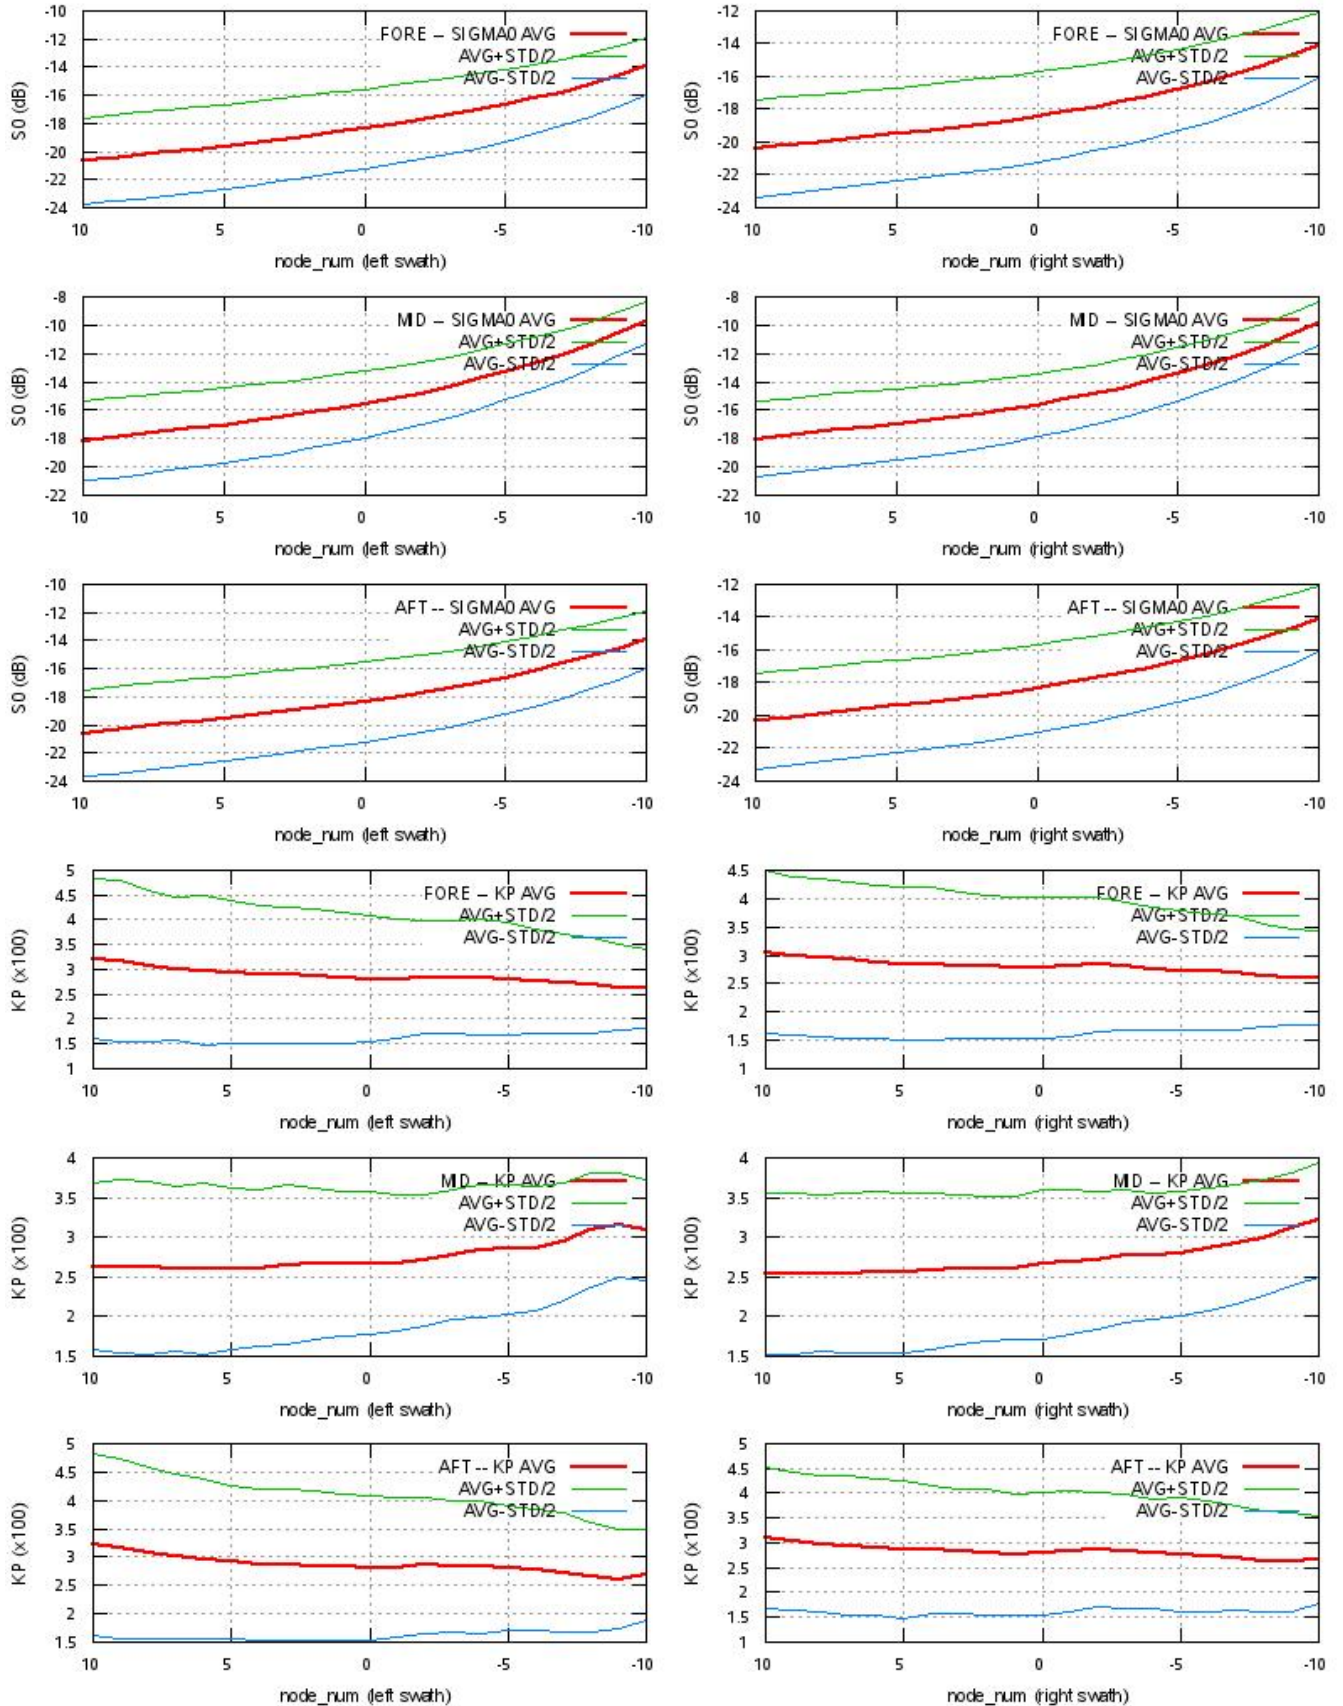 -10
-12
-14
-16
-18
-20
-22
-24
S0 (dB)
FORE -- SIGMA0 AVG
AVG+STD/2
AVG-STD/2
10 5 0 -5 -10
node_num (left swath)
-12
-14
-16
-18
-20
-22
-24
S0 (dB)
FORE -- SIGMA0 AVG
AVG+STD/2
AVG-STD/2
10 5 0 -5 -10
node_num (right swath)
-8
-10
-12
-14
-16
-18
-20
-22
S0 (dB)
MID -- SIGMA0 AVG
AVG+STD/2
AVG-STD/2
10 5 0 -5 -10
node_num (left swath)
-8
-10
-12
-14
-16
-18
-20
-22
S0 (dB)
MID -- SIGMA0 AVG
AVG+STD/2
AVG-STD/2
10 5 0 -5 -10
node_num (right swath)
-10
-12
-14
-16
-18
-20
-22
-24
S0 (dB)
AFT -- SIGMA0 AVG
AVG+STD/2
AVG-STD/2
10 5 0 -5 -10
node_num (left swath)
-12
-14
-16
-18
-20
-22
-24
S0 (dB)
AFT -- SIGMA0 AVG
AVG+STD/2
AVG-STD/2
10 5 0 -5 -10
node_num (right swath)
5
4.5
4
3.5
3
2.5
2
1.5
1
KP (x100)
FORE -- KP AVG
AVG+STD/2
AVG-STD/2
10 5 0 -5 -10
node_num (left swath)
4.5
4
3.5
3
2.5
2
1.5
1
KP (x100)
FORE -- KP AVG
AVG+STD/2
AVG-STD/2
10 5 0 -5 -10
node_num (right swath)
4
3.5
3
2.5
2
1.5
KP (x100)
MID -- KP AVG
AVG+STD/2
AVG-STD/2
10 5 0 -5 -10
node_num (left swath)
4
3.5
3
2.5
2
1.5
KP (x100)
MID -- KP AVG
AVG+STD/2
AVG-STD/2
10 5 0 -5 -10
node_num (right swath)
5
4.5
4
3.5
3
2.5
2
1.5
KP (x100)
AFT -- KP AVG
AVG+STD/2
AVG-STD/2
10 5 0 -5 -10
node_num (left swath)
5
4.5
4
3.5
3
2.5
2
1.5
1
KP (x100)
AFT -- KP AVG
AVG+STD/2
AVG-STD/2
10 5 0 -5 -10
node_num (right swath)